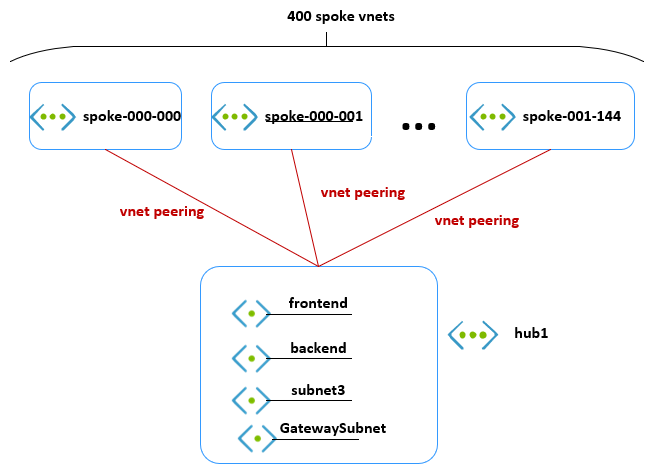 400 spoke vnets
spoke-000-000
spoke-000-001
...
spoke-001-144
vnet peering
vnet peering
vnet peering
frontend
hub1
backend
subnet3
GatewaySubnet